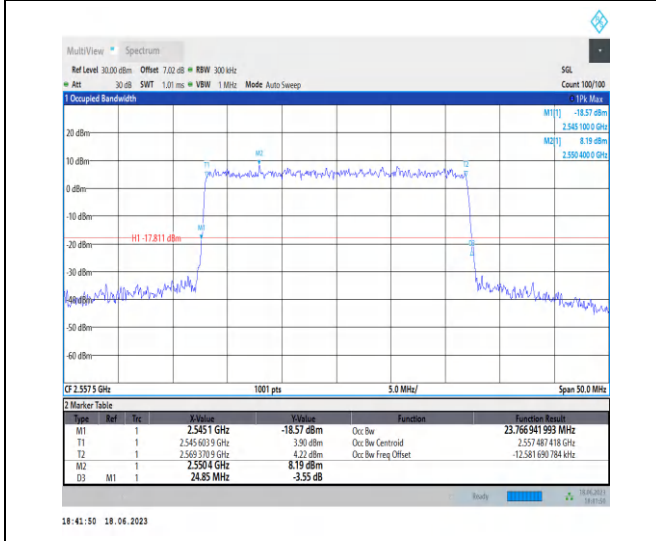 MultiView Spectrum
Ref Level 30.00 dBm Offset 7.02 dB RBW 300 kHz SGL
Att 30 dB SWT 1.01 ms VBW 1 MHz Mode Auto Sweep Count 100/100
1 Occupied Bandwidth 1Pk Max
M1[1] -18.57 dBm
2.545 100 0 GHz
M2[1] 8.19 dBm
2.550 400 0 GHz
20 dBm
M2
10 dBm
T1 T2
0 dBm
-10 dBm
M1
H1 -17.811 dBm
-20 dBm
D3
-30 dBm
-40 dBm
-50 dBm
-60 dBm
CF 2.557 5 GHz 1001 pts 5.0 MHz/ Span 50.0 MHz
2 Marker Table
Type Ref Trc X-Value Y-Value Function Function Result
M1 1 2.5451 GHz -18.57 dBm Occ Bw 23.766 941 993 MHz
T1 1 2.545 603 9 GHz 3.90 dBm Occ Bw Centroid 2.557 487 418 GHz
T2 1 2.569 370 9 GHz 4.22 dBm Occ Bw Freq Offset -12.581 690 784 kHz
M2 1 2.5504 GHz 8.19 dBm
D3 M1 1 24.85 MHz -3.55 dB
Ready 18.06.2023
18:41:50 18.06.2023